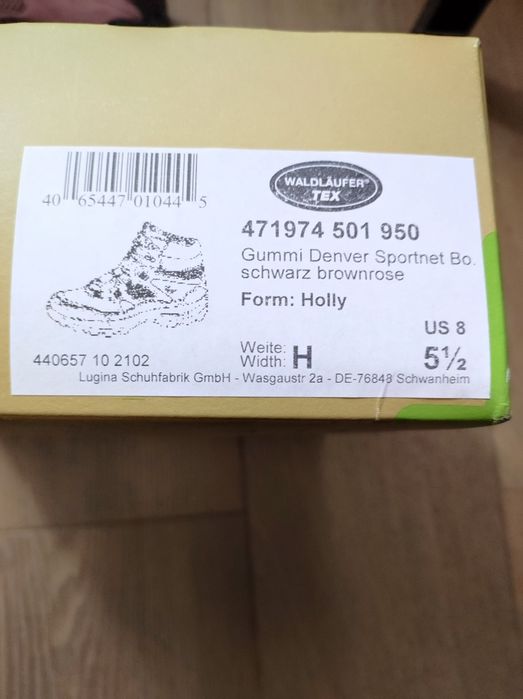 40 65447 01044 5
WALDLÄUFER®
TEX
471974 501 950
Gummi Denver Sportnet Bo.
schwarz brownrose
Form: Holly
US 8
Weite:
Width: H 5½
440657 10 2102
Lugina Schuhfabrik GmbH - Wasgaustr 2a - DE-76848 Schwanheim